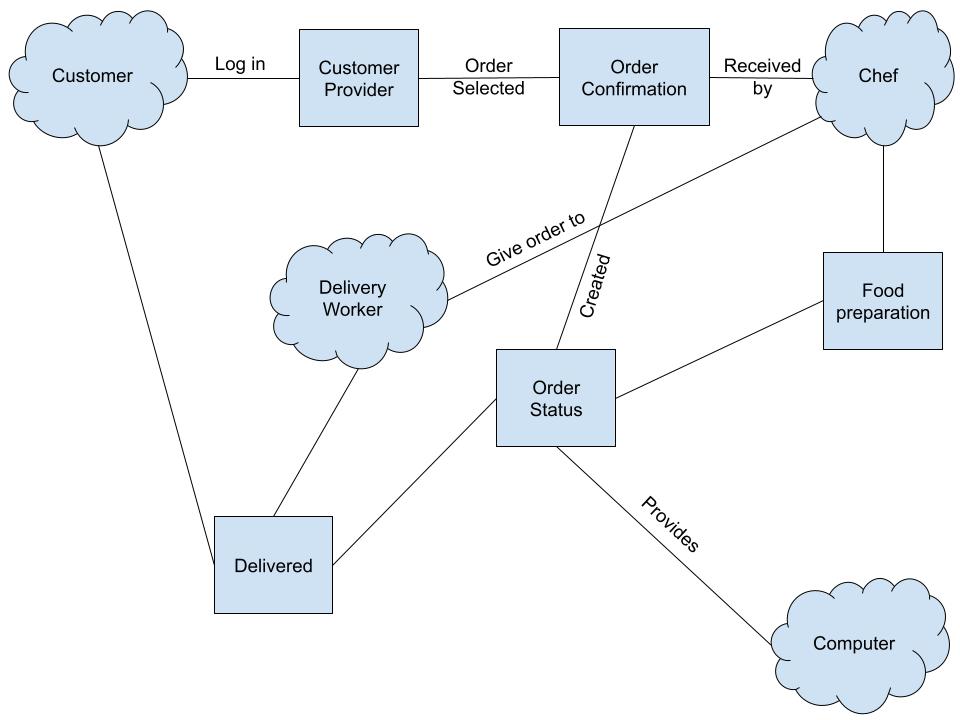 Customer
Log in
Customer
Provider
Order
Selected
Order
Confirmation
Received
by
Chef
Give order to
Created
Delivery
Worker
Food
preparation
Order
Status
Provides
Delivered
Computer